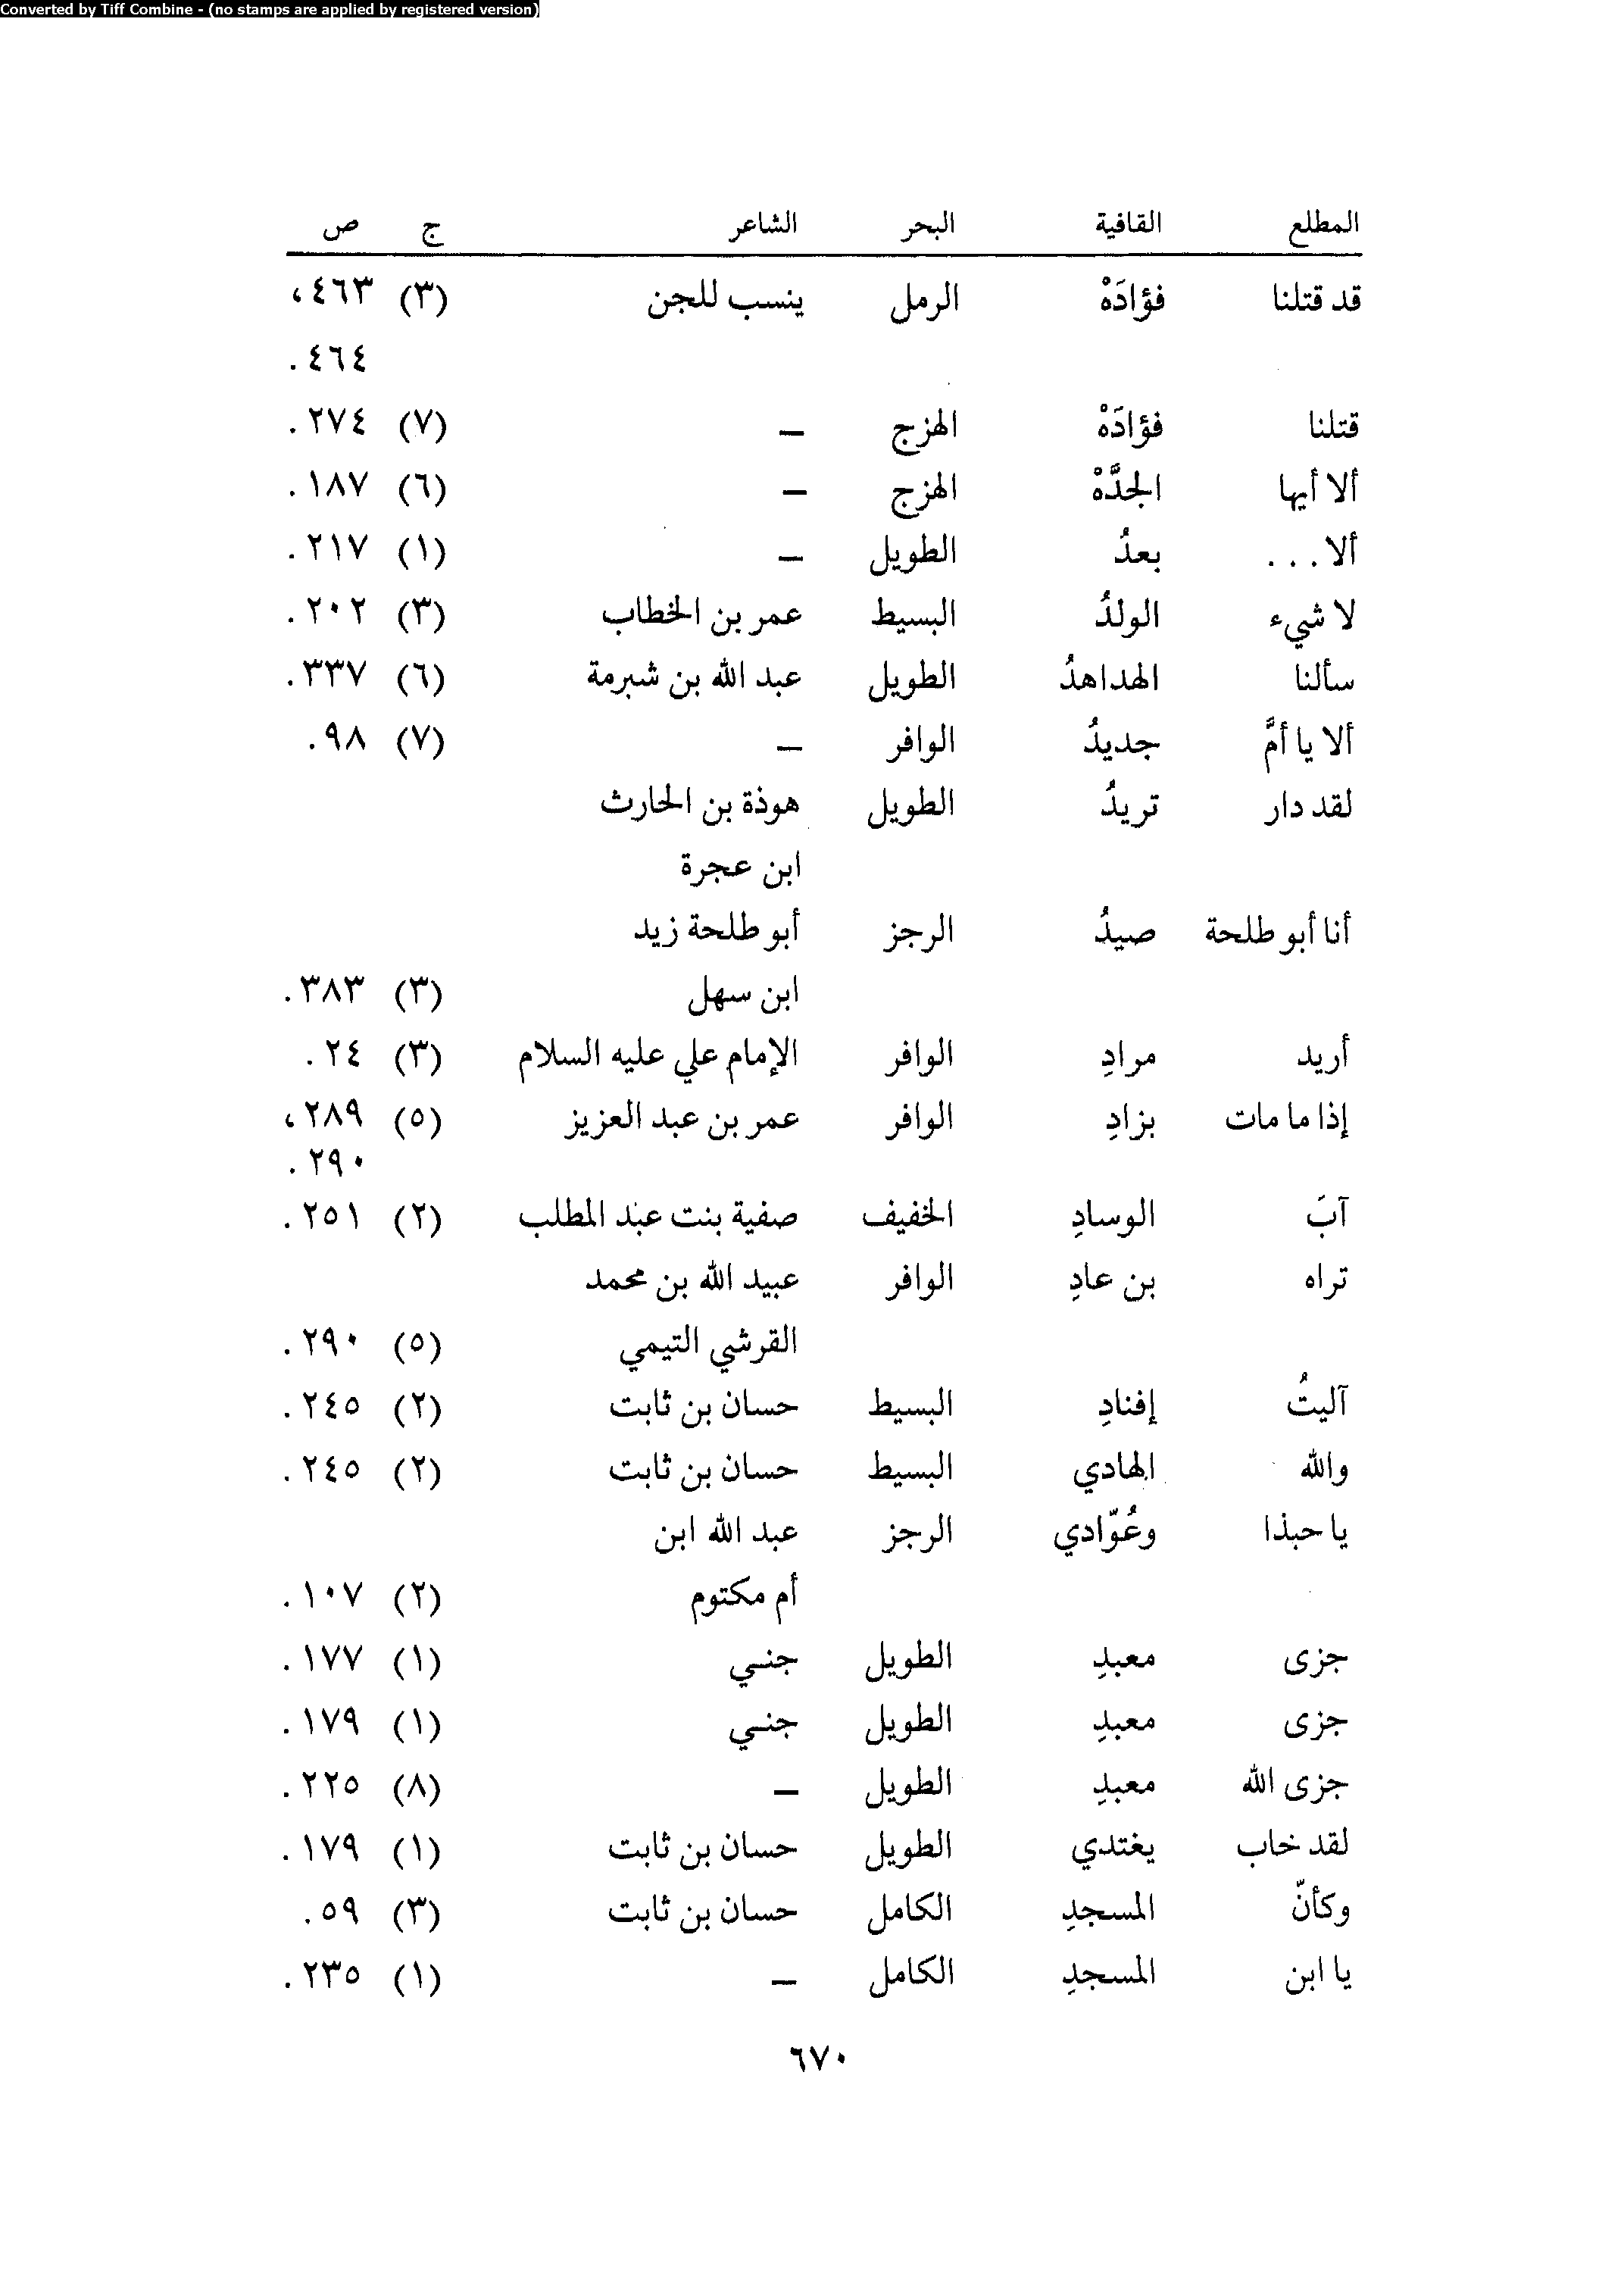 Converted by Tiff Combine - (no stamps are applied by registered version)
المطلع القافية البحر الشاعر ج ص
قد قتلنا فؤادَهْ الرمل ينسب للجن (٣) ٤٦٣،
٤٦٤.
قتلنا فؤادَهْ الهزج – (٧) ٢٧٤.
ألا أيها الجدَّهْ الهزج – (٦) ١٨٧.
ألا... بعدُ الطويل – (١) ٢١٧.
لا شيء الولدُ البسيط عمر بن الخطاب (٣) ٢٠٢.
سألنا الهداهدُ الطويل عبد الله بن شبرمة (٦) ٣٣٧.
ألا يا أمَّ جديدُ الوافر – (٧) ٩٨.
لقد دار تريدُ الطويل هوذة بن الحارث
ابن عجرة
أنا أبو طلحة صيدُ الرجز أبو طلحة زيد
ابن سهل (٣) ٣٨٣.
أريد مرادِ الوافر الإمام علي عليه السلام (٣) ٢٤.
إذا ما مات بزادِ الوافر عمر بن عبد العزيز (٥) ٢٨٩،
٢٩٠.
آبَ الوسادِ الخفيف صفية بنت عبد المطلب (٢) ٢٥١.
تراه بن عادِ الوافر عبيد الله بن محمد
القرشي التيمي (٥) ٢٩٠.
آليتُ إفنادِ البسيط حسان بن ثابت (٢) ٢٤٥.
والله الهادي البسيط حسان بن ثابت (٢) ٢٤٥.
يا حبذا وعُوّادي الرجز عبد الله ابن
أم مكتوم (٢) ١٠٧.
جزى معبدِ الطويل جني (١) ١٧٧.
جزى معبدِ الطويل جني (١) ١٧٩.
جزى الله معبدِ الطويل – (٨) ٢٢٥.
لقد خاب يغتدي الطويل حسان بن ثابت (١) ١٧٩.
وكأنّ المسجدِ الكامل حسان بن ثابت (٣) ٥٩.
يا ابن المسجدِ الكامل – (١) ٢٣٥.
٦٧٠